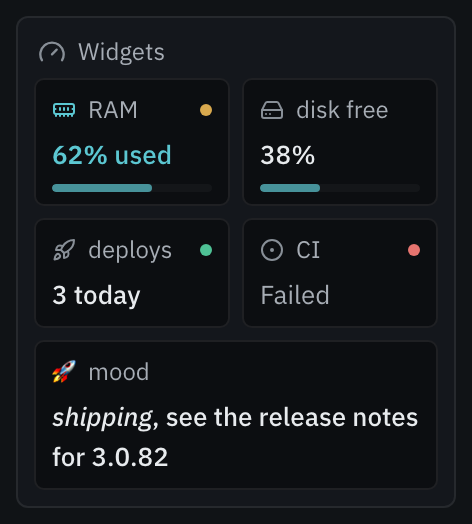 Widgets
RAM
disk free
62% used
38%
deploys
CI
3 today
Failed
🚀 mood
shipping, see the release notes
for 3.0.82